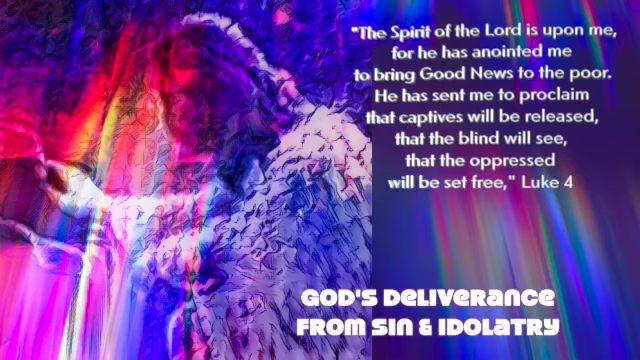 "The Spirit of the Lord is upon me,
for he has anointed me
to bring Good News to the poor.
He has sent me to proclaim
that captives will be released,
that the blind will see,
that the oppressed
will be set free," Luke 4
GOD'S DELIVERANCE
FROM SIN & IDOLATRY